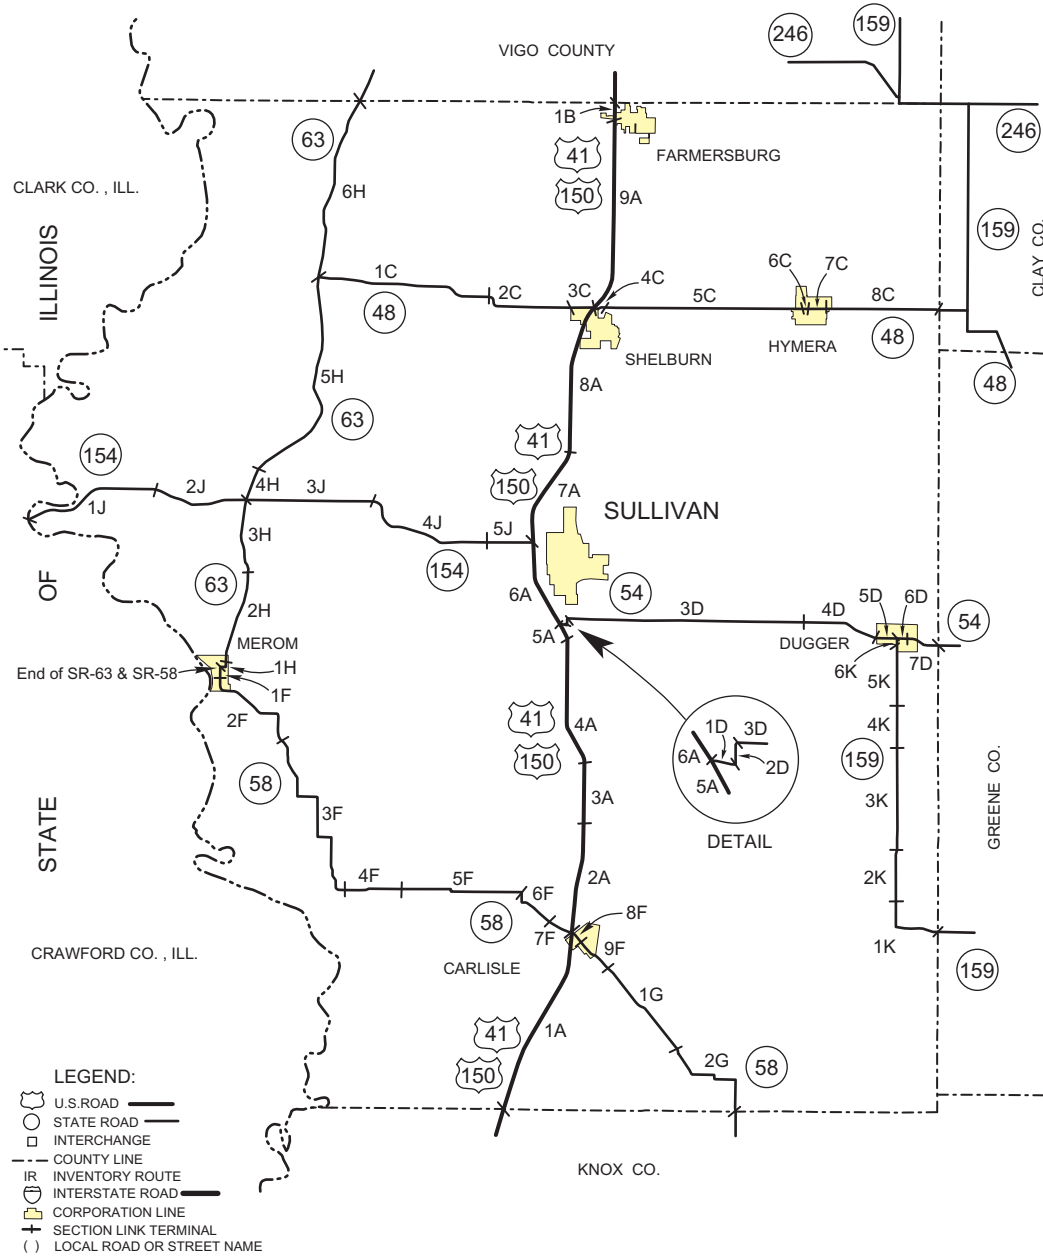 246
159
VIGO COUNTY
63
1B
41
FARMERSBURG
246
CLARK CO. , ILL.
6H
150
9A
159
CLAY CO.
ILLINOIS
1C
2C
3C
4C
5C
6C
7C
8C
48
SHELBURN
HYMERA
48
5H
8A
48
63
41
154
150
7A
SULLIVAN
1J
2J
4H
3J
3H
4J
5J
OF
63
154
6A
54
2H
3D
4D
5D
6D
54
MEROM
5A
DUGGER
6K
7D
End of SR-63 & SR-58
1H
1F
5K
2F
41
4A
1D
3D
4K
58
150
6A
2D
159
5A
GREENE CO.
STATE
3F
3A
3K
DETAIL
4F
5F
6F
2A
2K
58
8F
7F
9F
1K
CRAWFORD CO. , ILL.
CARLISLE
159
1G
41
1A
2G
58
150
LEGEND:
U.S.ROAD
STATE ROAD
INTERCHANGE
COUNTY LINE
IR INVENTORY ROUTE
INTERSTATE ROAD
CORPORATION LINE
SECTION LINK TERMINAL
( ) LOCAL ROAD OR STREET NAME
KNOX CO.